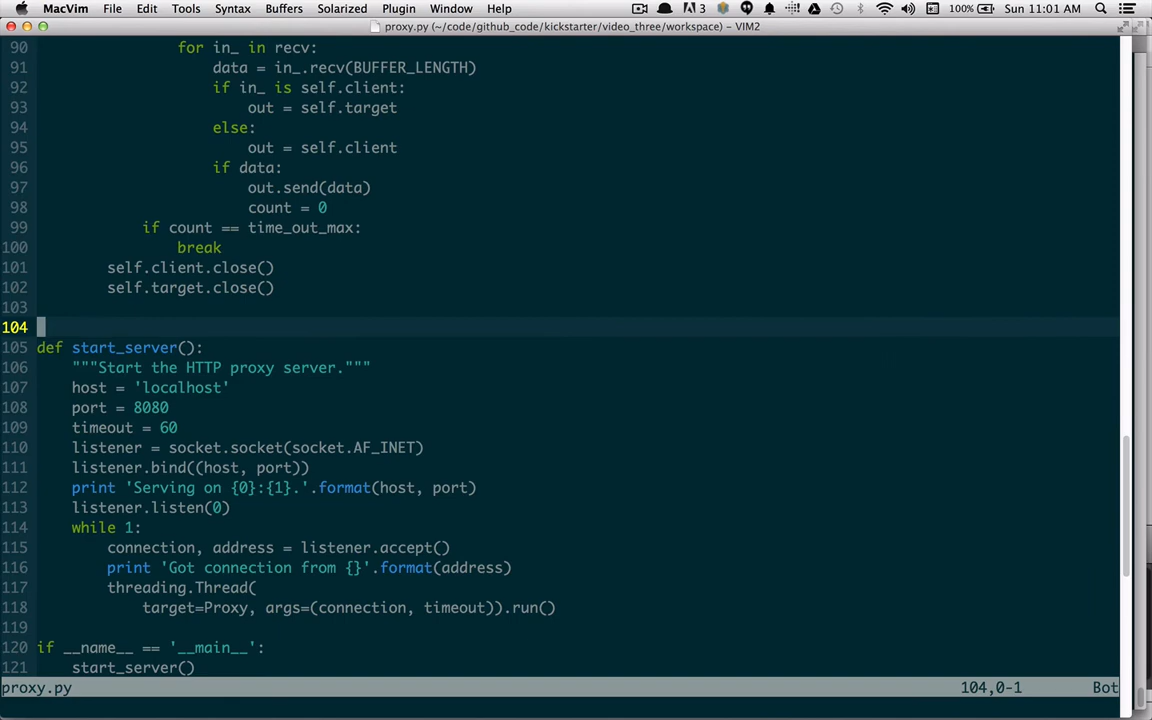 MacVim File Edit Tools Syntax Buffers Solarized Plugin Window Help 3 100% Sun 11:01 AM
proxy.py (~/code/github_code/kickstarter/video_three/workspace) – VIM2
90 for in_ in recv:
91 data = in_.recv(BUFFER_LENGTH)
92 if in_ is self.client:
93 out = self.target
94 else:
95 out = self.client
96 if data:
97 out.send(data)
98 count = 0
99 if count == time_out_max:
100 break
101 self.client.close()
102 self.target.close()
103
104
105 def start_server():
106 """Start the HTTP proxy server."""
107 host = 'localhost'
108 port = 8080
109 timeout = 60
110 listener = socket.socket(socket.AF_INET)
111 listener.bind((host, port))
112 print 'Serving on {0}:{1}.'.format(host, port)
113 listener.listen(0)
114 while 1:
115 connection, address = listener.accept()
116 print 'Got connection from {}'.format(address)
117 threading.Thread(
118 target=Proxy, args=(connection, timeout)).run()
119
120 if __name__ == '__main__':
121 start_server()
proxy.py 104,0-1 Bot